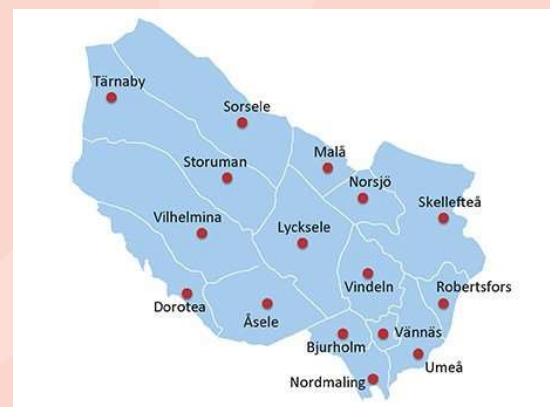 Tärnaby
Sorsele
Malå
Storuman
Norsjö
Skellefteå
Vilhelmina
Lycksele
Vindeln
Robertsfors
Dorotea
Åsele
Vännäs
Bjurholm
Umeå
Nordmaling